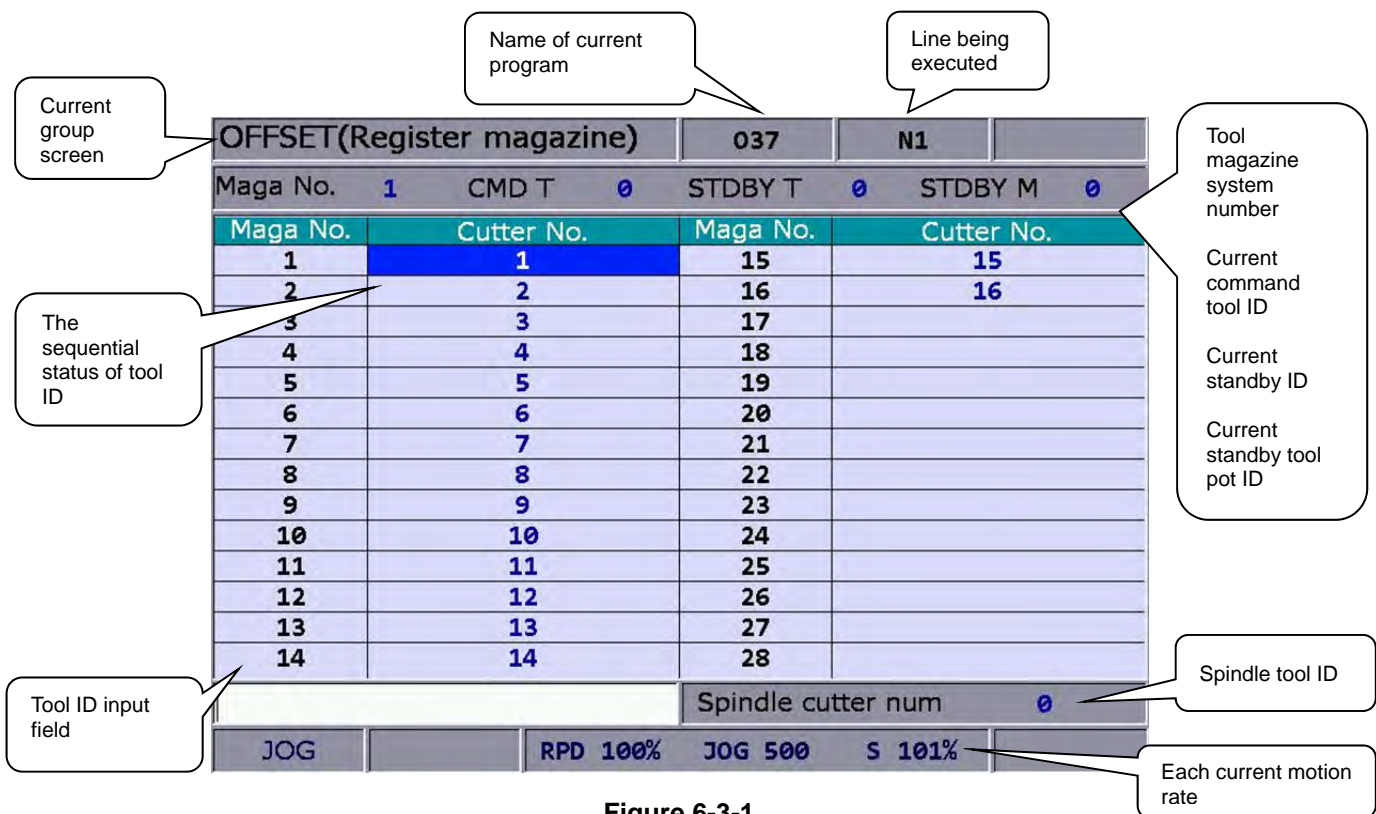 Name of current
program
Line being
executed
Current
group
screen
OFFSET(Register magazine) O37 N1
Maga No. 1 CMD T 0 STDBY T 0 STDBY M 0
Maga No. Cutter No. Maga No. Cutter No.
1 1 15 15
2 2 16 16
3 3 17
4 4 18
5 5 19
6 6 20
7 7 21
8 8 22
9 9 23
10 10 24
11 11 25
12 12 26
13 13 27
14 14 28
Spindle cutter num 0
JOG RPD 100% JOG 500 S 101%
Tool
magazine
system
number
Current
command
tool ID
Current
standby ID
Current
standby tool
pot ID
The
sequential
status of tool
ID
Tool ID input
field
Spindle tool ID
Each current motion
rate
Figure 6-3-1